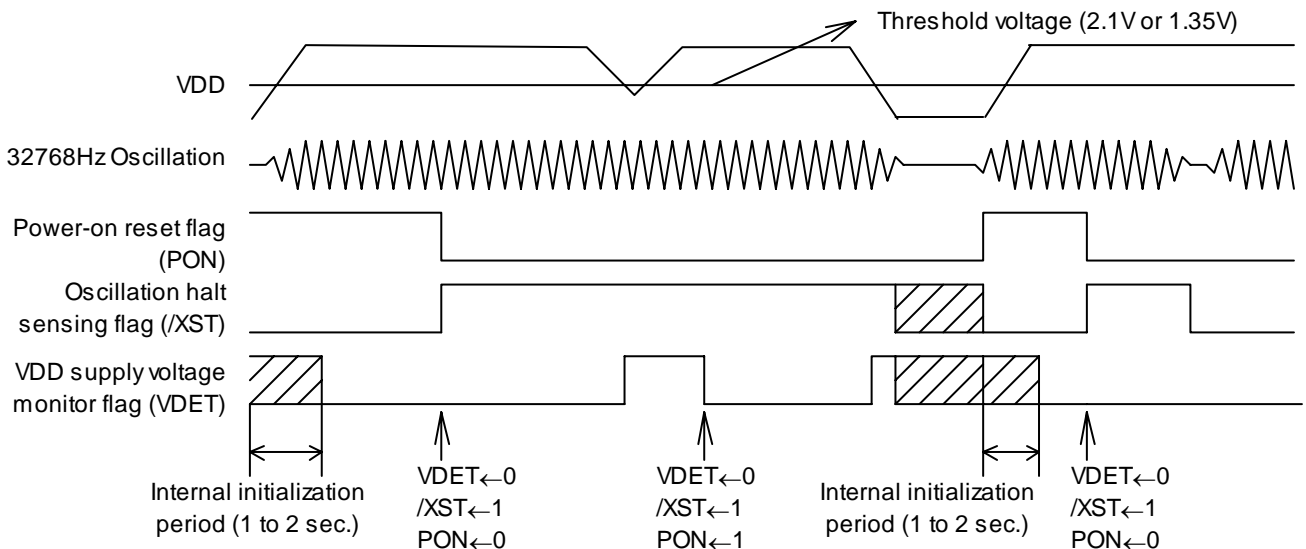 Threshold voltage (2.1V or 1.35V)
VDD
32768Hz Oscillation
Power-on reset flag
(PON)
Oscillation halt
sensing flag (/XST)
VDD supply voltage
monitor flag (VDET)
Internal initialization
period (1 to 2 sec.)
VDET←0
/XST←1
PON←0
VDET←0
/XST←1
PON←1
Internal initialization
period (1 to 2 sec.)
VDET←0
/XST←1
PON←0